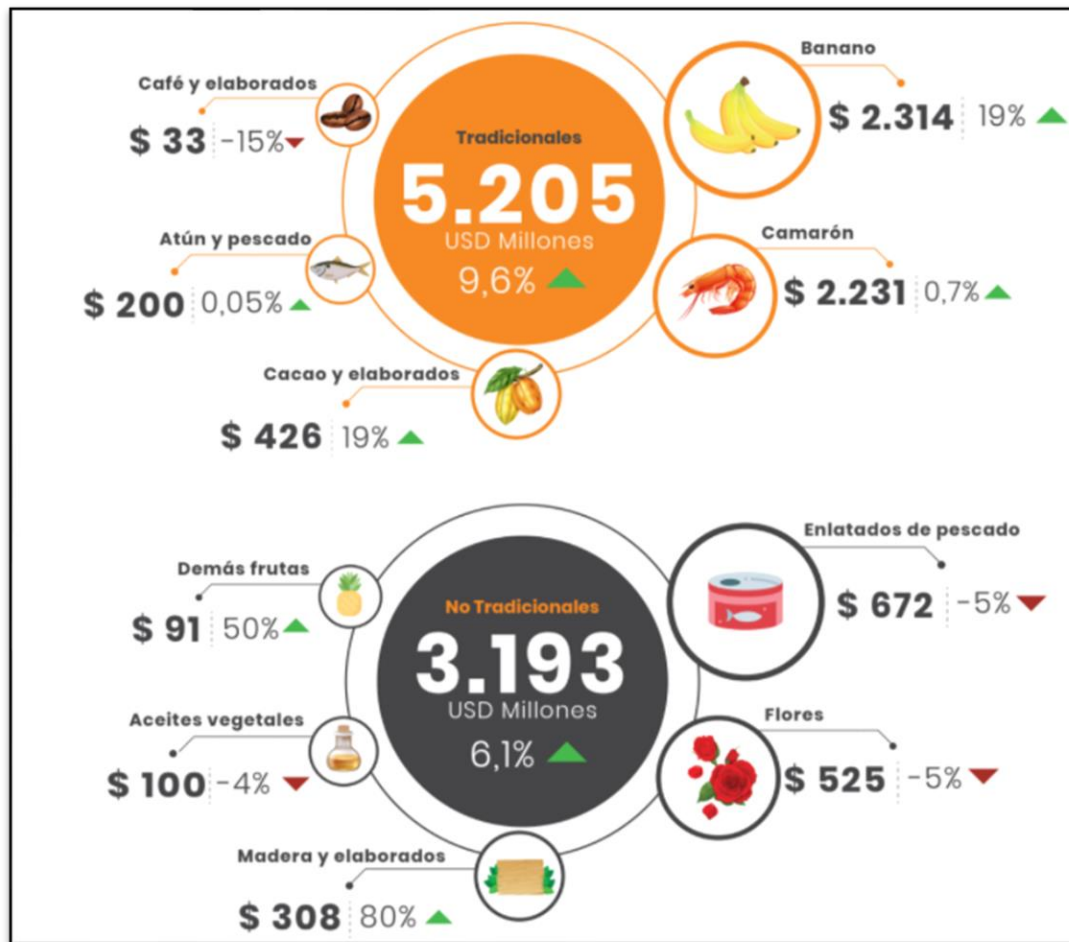 Café y elaborados
$ 33 -15%
Atún y pescado
$ 200 0,05%
Cacao y elaborados
$ 426 19%
Tradicionales
5.205
USD Millones
9,6%
Banano
$ 2.314 19%
Camarón
$ 2.231 0,7%
Demás frutas
$ 91 50%
Aceites vegetales
$ 100 -4%
Madera y elaborados
$ 308 80%
No Tradicionales
3.193
USD Millones
6,1%
Enlatados de pescado
$ 672 -5%
Flores
$ 525 -5%